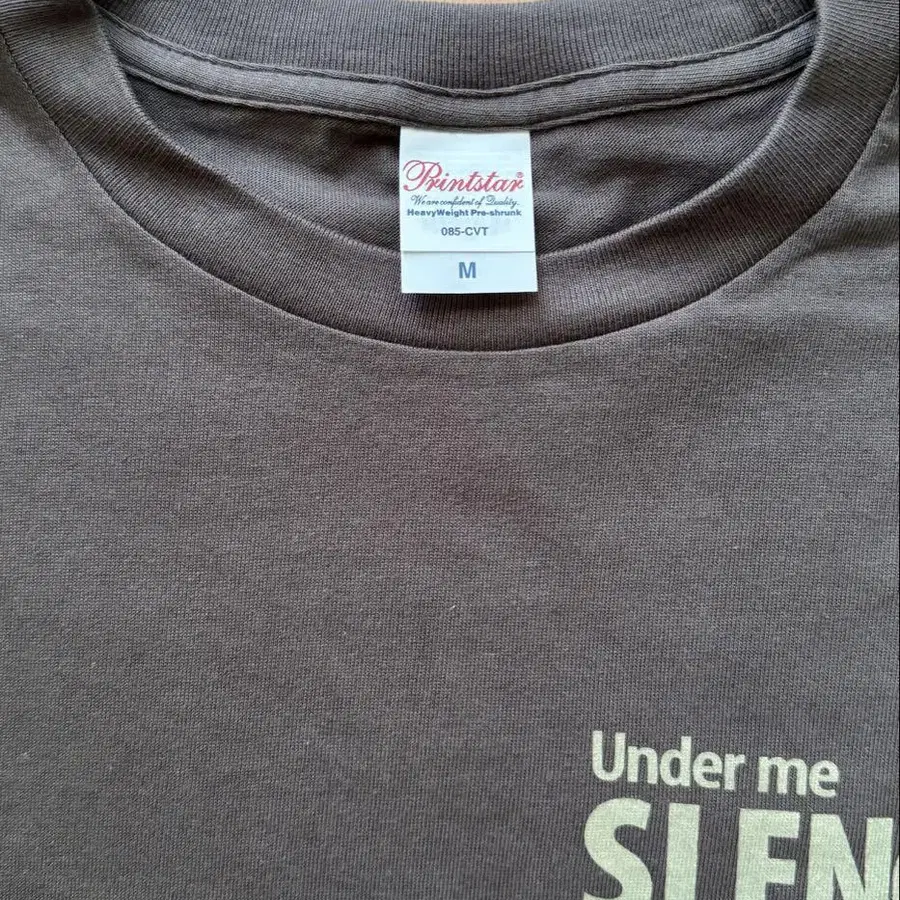 Printstar®
We are confident of Quality.
HeavyWeight Pre-shrunk
085-CVT
M
Under me